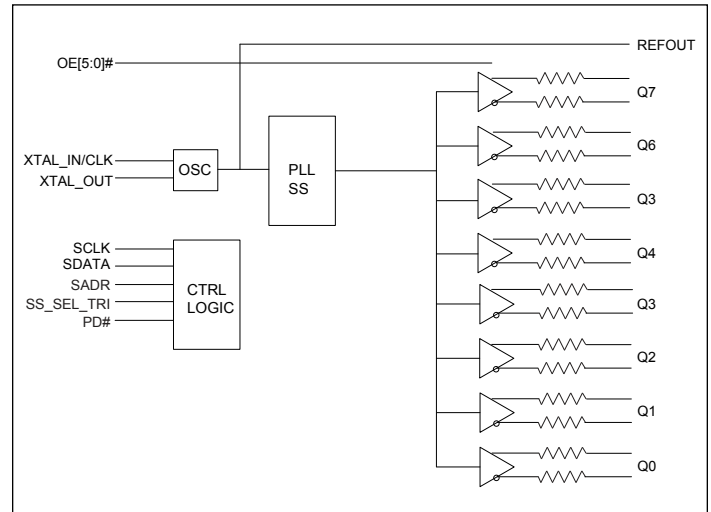 REFOUT
OE[5:0]#
Q7
Q6
XTAL_IN/CLK
OSC
PLL
SS
XTAL_OUT
Q3
SCLK
SDATA
SADR
SS_SEL_TRI
PD#
CTRL
LOGIC
Q4
Q3
Q2
Q1
Q0